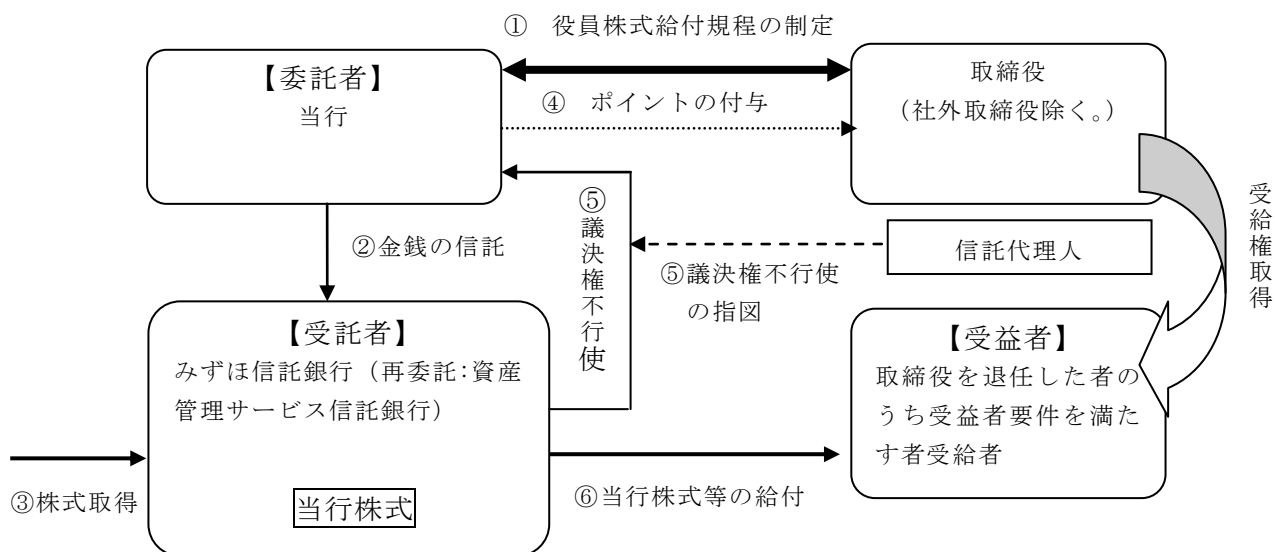 ① 役員株式給付規程の制定
【委託者】
当行
取締役
(社外取締役除く。)
④ ポイントの付与
②金銭の信託
⑤議決権不行使
信託代理人
⑤議決権不行使
の指図
受給権取得
【受託者】
みずほ信託銀行(再委託:資産
管理サービス信託銀行)
当行株式
【受益者】
取締役を退任した者の
うち受益者要件を満た
す者受給者
③株式取得
⑥当行株式等の給付